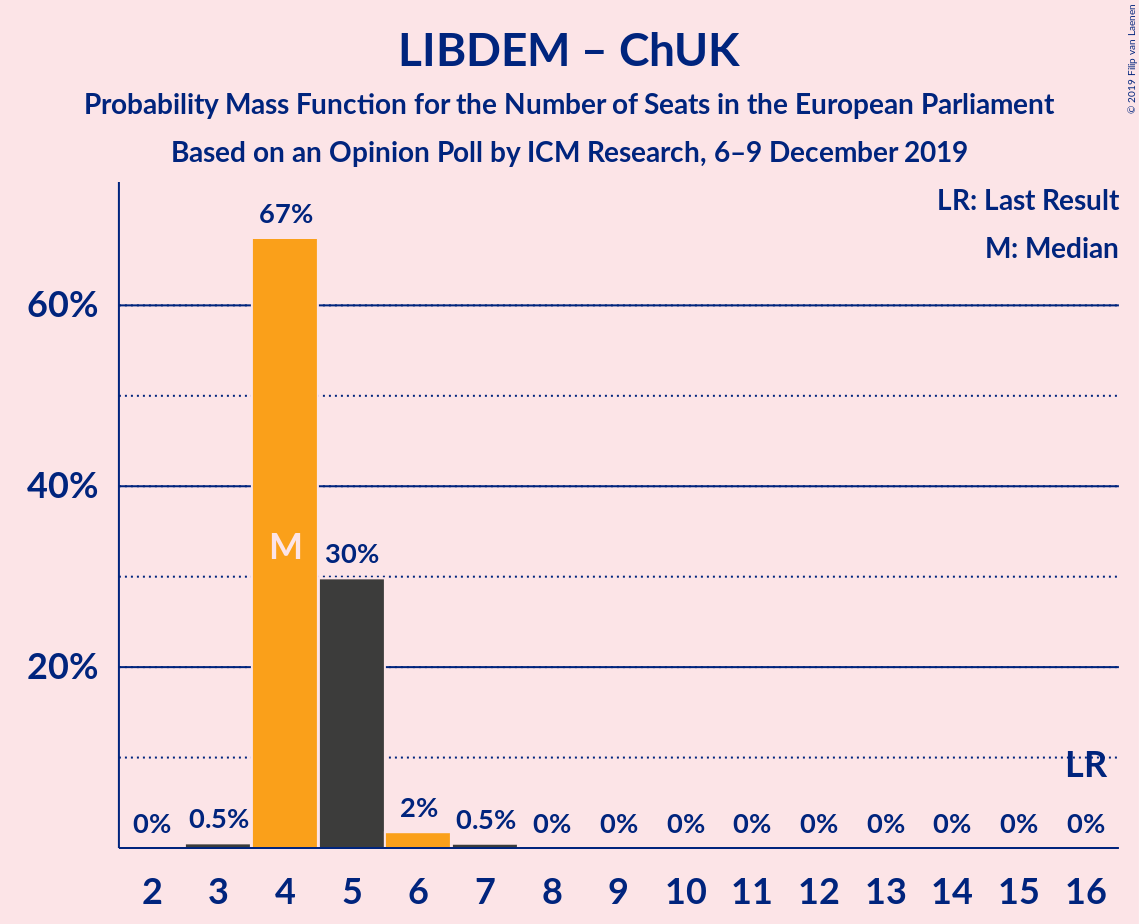 LIBDEM – ChUK
Probability Mass Function for the Number of Seats in the European Parliament
Based on an Opinion Poll by ICM Research, 6–9 December 2019
© 2019 Filip van Laenen
LR: Last Result
M: Median
67%
60%
40%
M
30%
20%
LR
0% 0.5% 2% 0.5% 0% 0% 0% 0% 0% 0% 0% 0% 0%
2 3 4 5 6 7 8 9 10 11 12 13 14 15 16